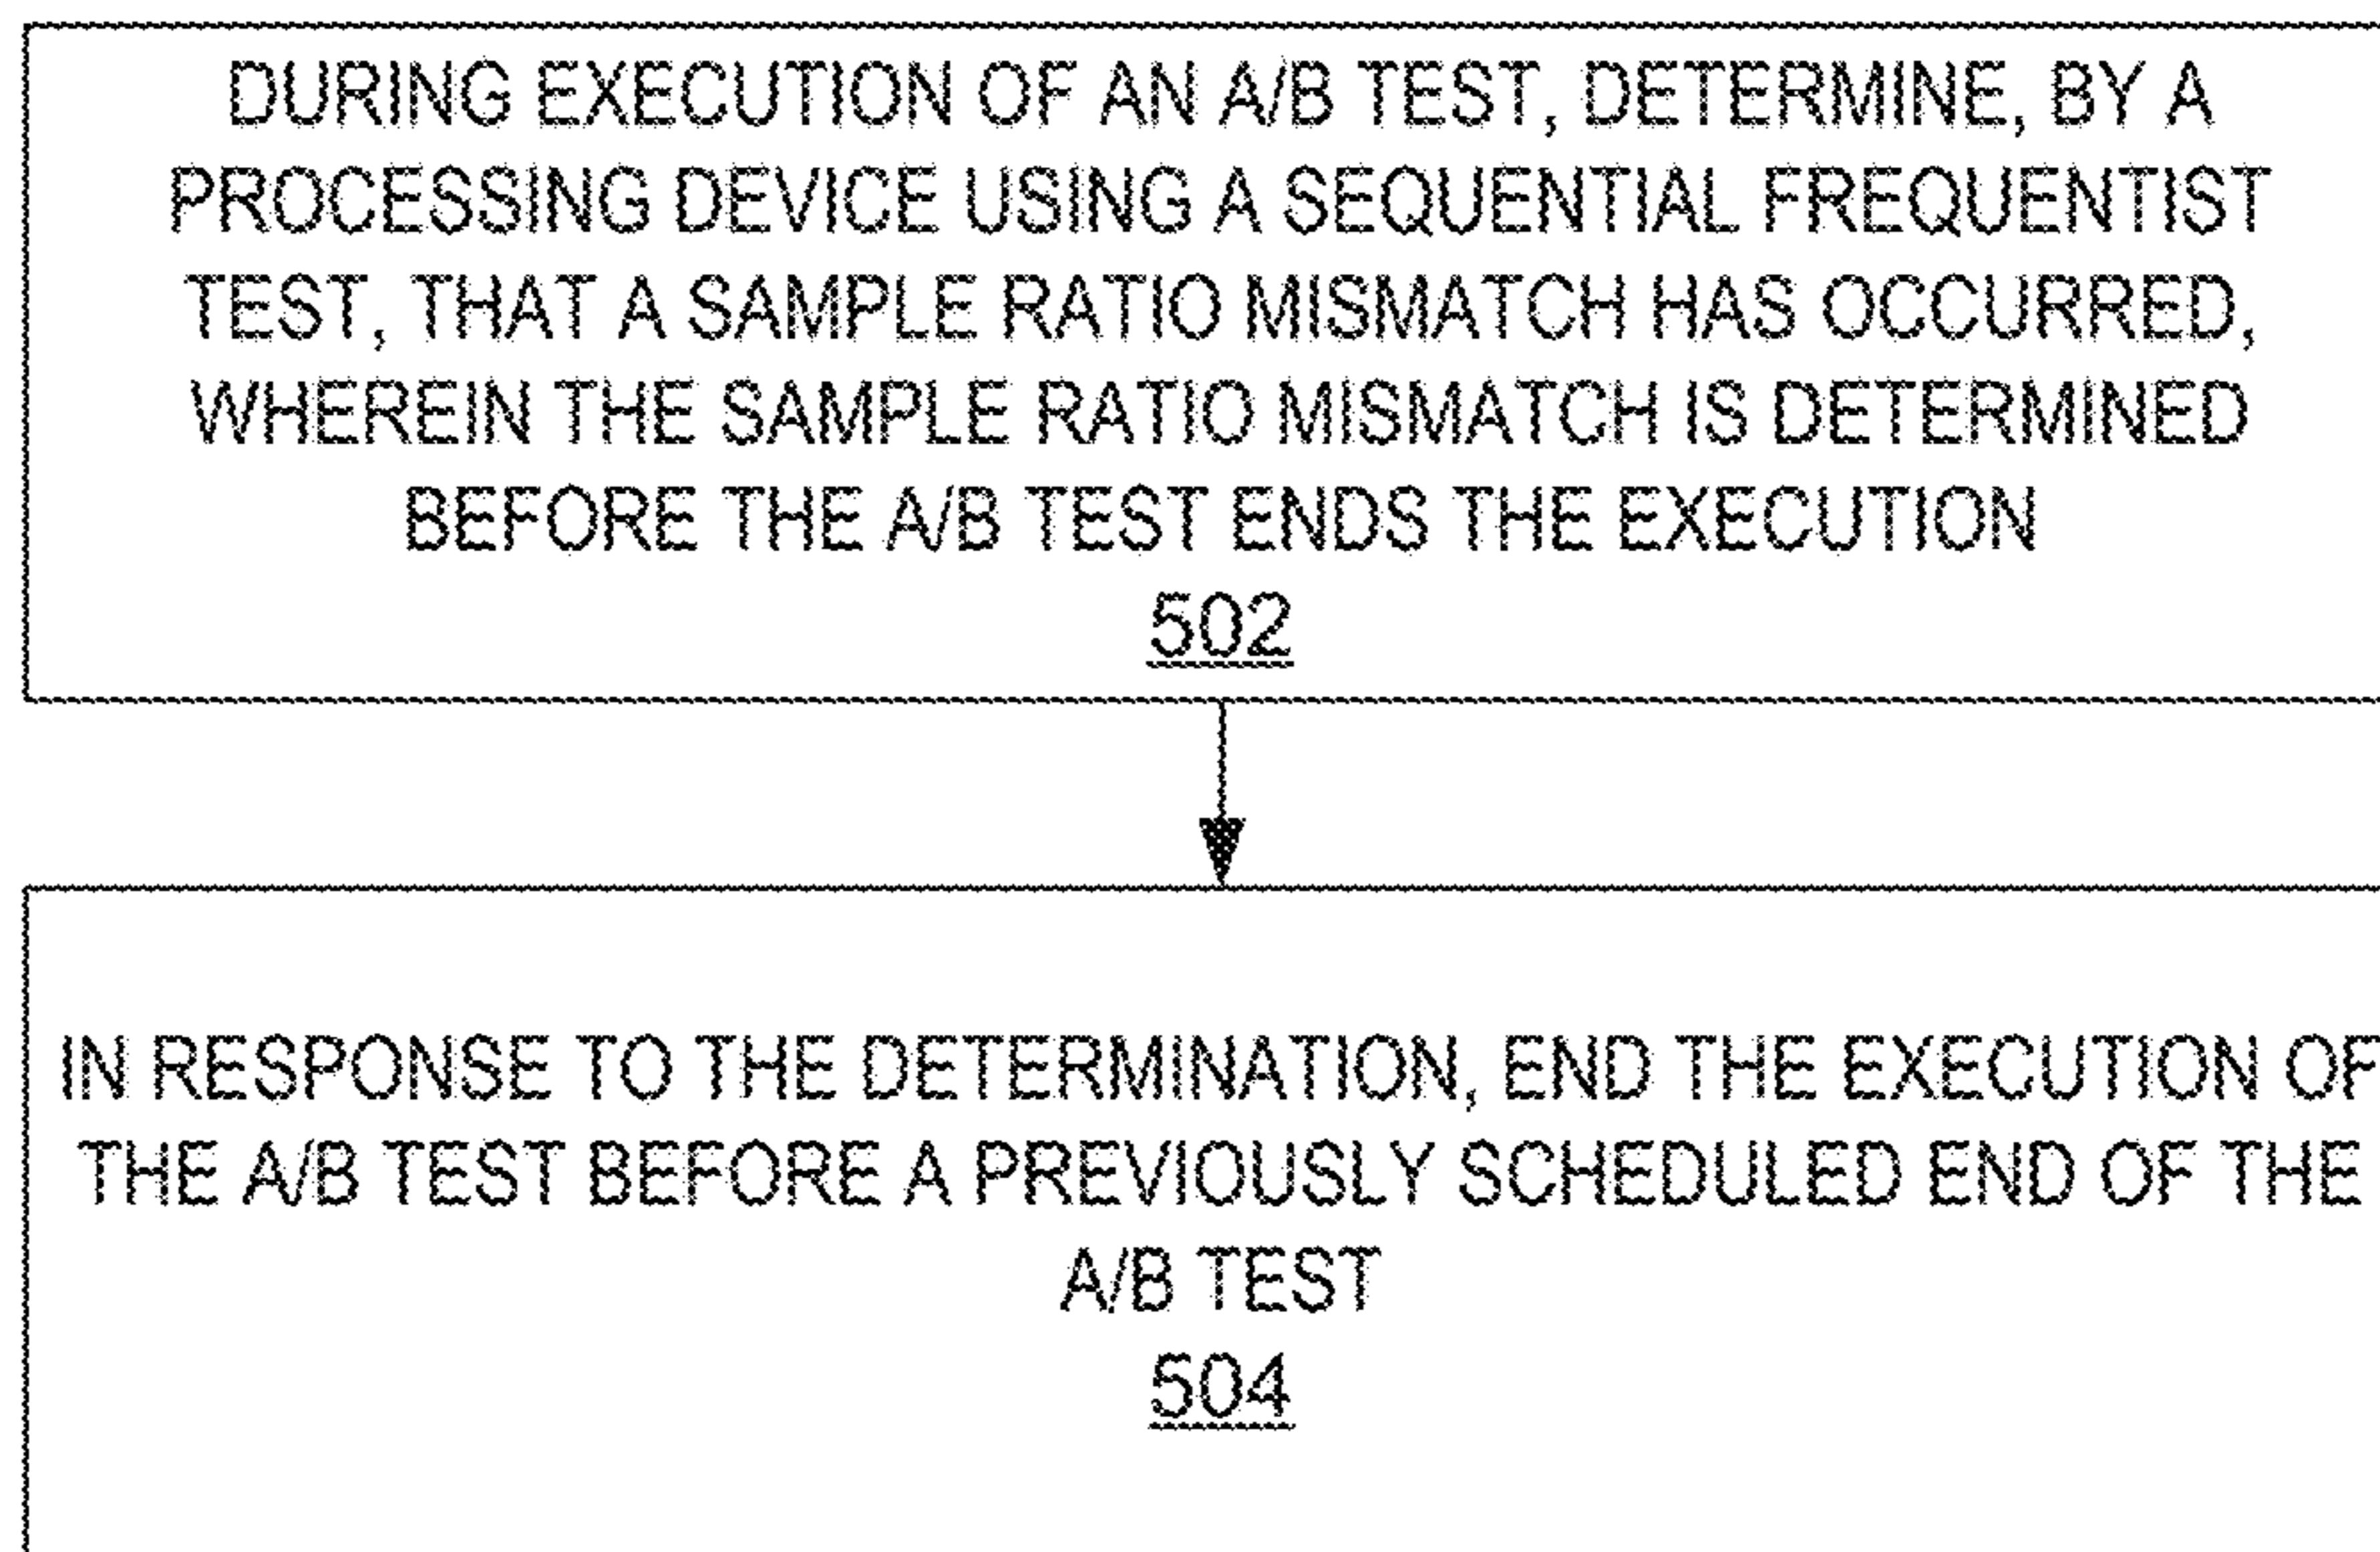 DURING EXECUTION OF AN A/B TEST, DETERMINE, BY A
PROCESSING DEVICE USING A SEQUENTIAL FREQUENTIST
TEST, THAT A SAMPLE RATIO MISMATCH HAS OCCURRED,
WHEREIN THE SAMPLE RATIO MISMATCH IS DETERMINED
BEFORE THE A/B TEST ENDS THE EXECUTION
502
IN RESPONSE TO THE DETERMINATION, END THE EXECUTION OF
THE A/B TEST BEFORE A PREVIOUSLY SCHEDULED END OF THE
A/B TEST
504